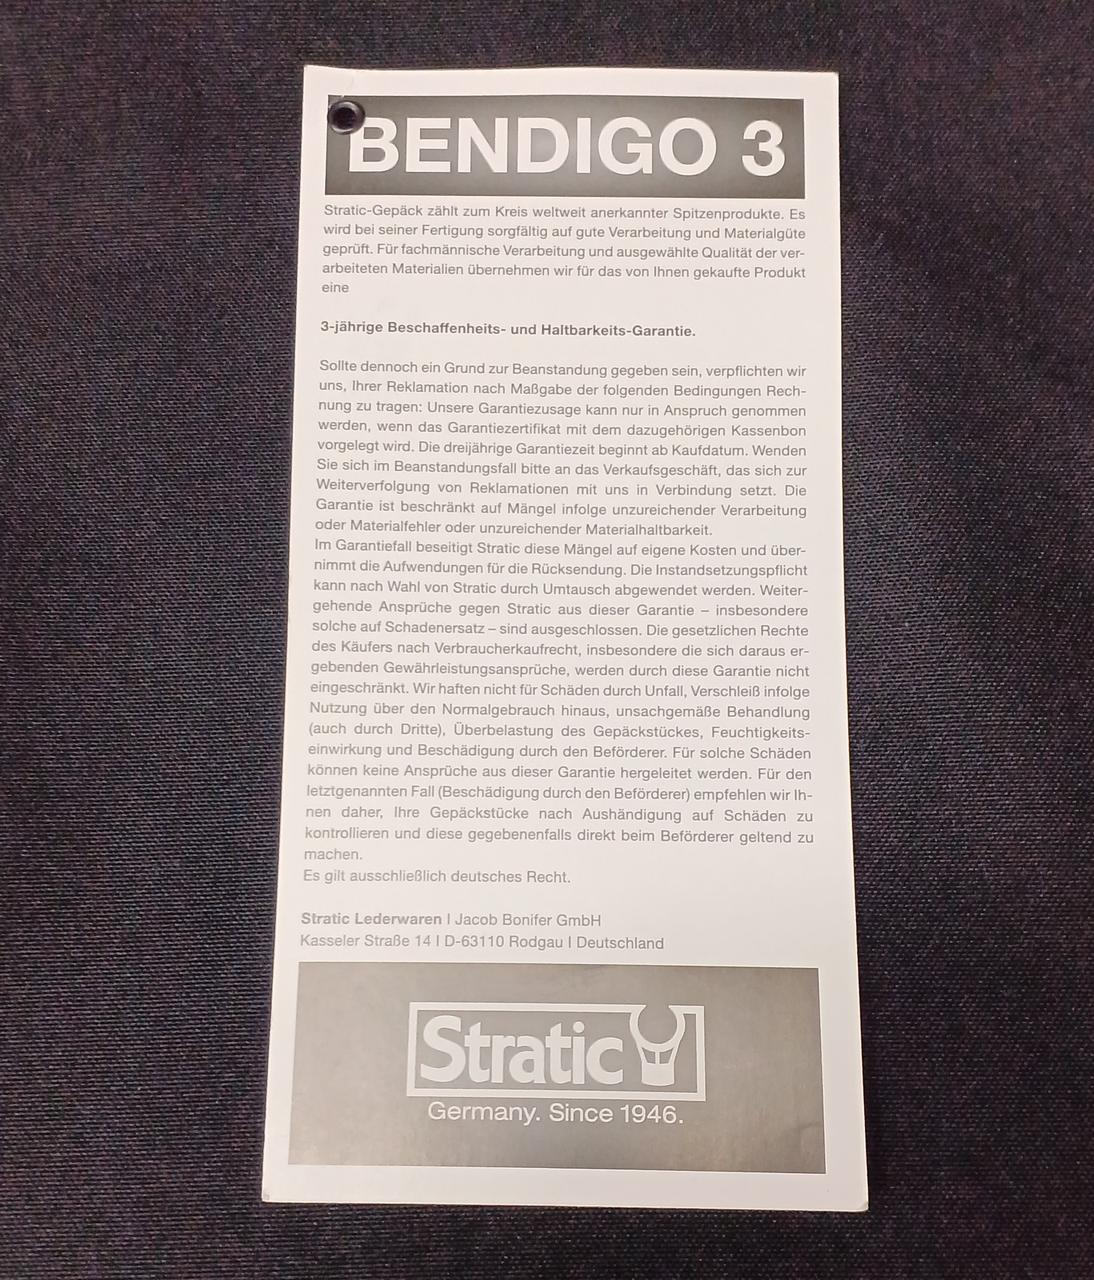 BENDIGO 3
Stratic-Gepäck zählt zum Kreis weltweit anerkannter Spitzenprodukte. Es
wird bei seiner Fertigung sorgfältig auf gute Verarbeitung und Materialgüte
geprüft. Für fachmännische Verarbeitung und ausgewählte Qualität der ver-
arbeiteten Materialien übernehmen wir für das von Ihnen gekaufte Produkt
eine
3-jährige Beschaffenheits- und Haltbarkeits-Garantie.
Sollte dennoch ein Grund zur Beanstandung gegeben sein, verpflichten wir
uns, Ihrer Reklamation nach Maßgabe der folgenden Bedingungen Rech-
nung zu tragen: Unsere Garantiezusage kann nur in Anspruch genommen
werden, wenn das Garantiezertifikat mit dem dazugehörigen Kassenbon
vorgelegt wird. Die dreijährige Garantiezeit beginnt ab Kaufdatum. Wenden
Sie sich im Beanstandungsfall bitte an das Verkaufsgeschäft, das sich zur
Weiterverfolgung von Reklamationen mit uns in Verbindung setzt. Die
Garantie ist beschränkt auf Mängel infolge unzureichender Verarbeitung
oder Materialfehler oder unzureichender Materialhaltbarkeit.
Im Garantiefall beseitigt Stratic diese Mängel auf eigene Kosten und über-
nimmt die Aufwendungen für die Rücksendung. Die Instandsetzungspflicht
kann nach Wahl von Stratic durch Umtausch abgewendet werden. Weiter-
gehende Ansprüche gegen Stratic aus dieser Garantie – insbesondere
solche auf Schadenersatz – sind ausgeschlossen. Die gesetzlichen Rechte
des Käufers nach Verbraucherkaufrecht, insbesondere die sich daraus er-
gebenden Gewährleistungsansprüche, werden durch diese Garantie nicht
eingeschränkt. Wir haften nicht für Schäden durch Unfall, Verschleiß infolge
Nutzung über den Normalgebrauch hinaus, unsachgemäße Behandlung
(auch durch Dritte), Überbelastung des Gepäckstückes, Feuchtigkeits-
einwirkung und Beschädigung durch den Beförderer. Für solche Schäden
können keine Ansprüche aus dieser Garantie hergeleitet werden. Für den
letztgenannten Fall (Beschädigung durch den Beförderer) empfehlen wir Ih-
nen daher, Ihre Gepäckstücke nach Aushändigung auf Schäden zu
kontrollieren und diese gegebenenfalls direkt beim Beförderer geltend zu
machen.
Es gilt ausschließlich deutsches Recht.
Stratic Lederwaren I Jacob Bonifer GmbH
Kasseler Straße 14 I D-63110 Rodgau I Deutschland
Stratic
Germany. Since 1946.